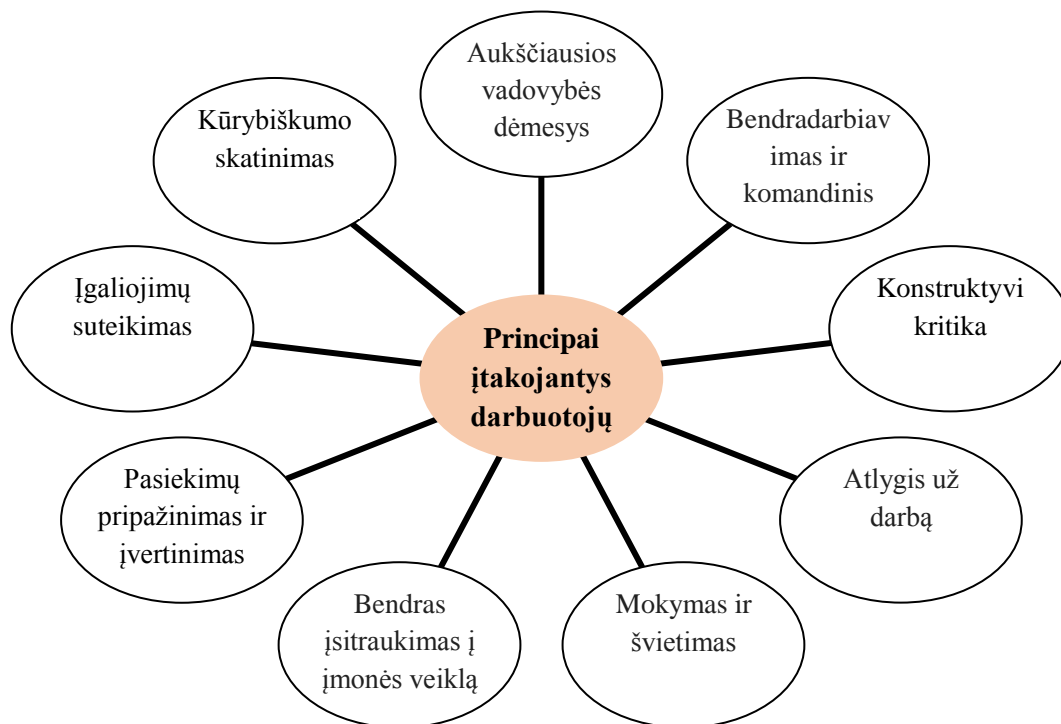 Aukščiausios
vadovybės
dėmesys
Kūrybiškumo
skatinimas
Bendradarbiav
imas ir
komandinis
Įgaliojimų
suteikimas
Konstruktyvi
kritika
Principai
įtakojantys
darbuotojų
Pasiekimų
pripažinimas ir
įvertinimas
Atlygis už
darbą
Bendras
įsitraukimas į
įmonės veiklą
Mokymas ir
švietimas